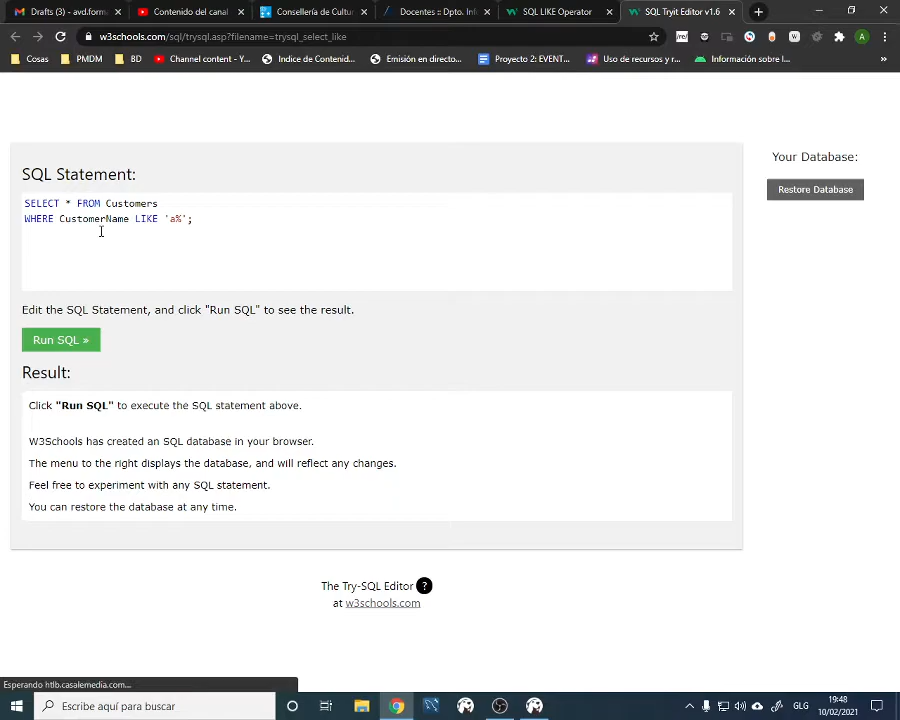 Drafts (3) - avd.forma
Contenido del canal
Consellería de Cultur
Docentes :: Dpto. Inf
SQL LIKE Operator
SQL Tryit Editor v1.6
w3schools.com/sql/trysql.asp?filename=trysql_select_like
Cosas
PMDM
BD
Channel content - Y...
Indice de Contenid...
Emisión en directo...
Proyecto 2: EVENT...
Uso de recursos y r...
Información sobre l...
»
SQL Statement:
Your Database:
Restore Database
SELECT * FROM Customers
WHERE CustomerName LIKE 'a%';
Edit the SQL Statement, and click "Run SQL" to see the result.
Run SQL »
Result:
Click "Run SQL" to execute the SQL statement above.
W3Schools has created an SQL database in your browser.
The menu to the right displays the database, and will reflect any changes.
Feel free to experiment with any SQL statement.
You can restore the database at any time.
The Try-SQL Editor ?
at w3schools.com
Esperando htlb.casalemedia.com...
Escribe aquí para buscar
GLG
19:48
10/02/2021